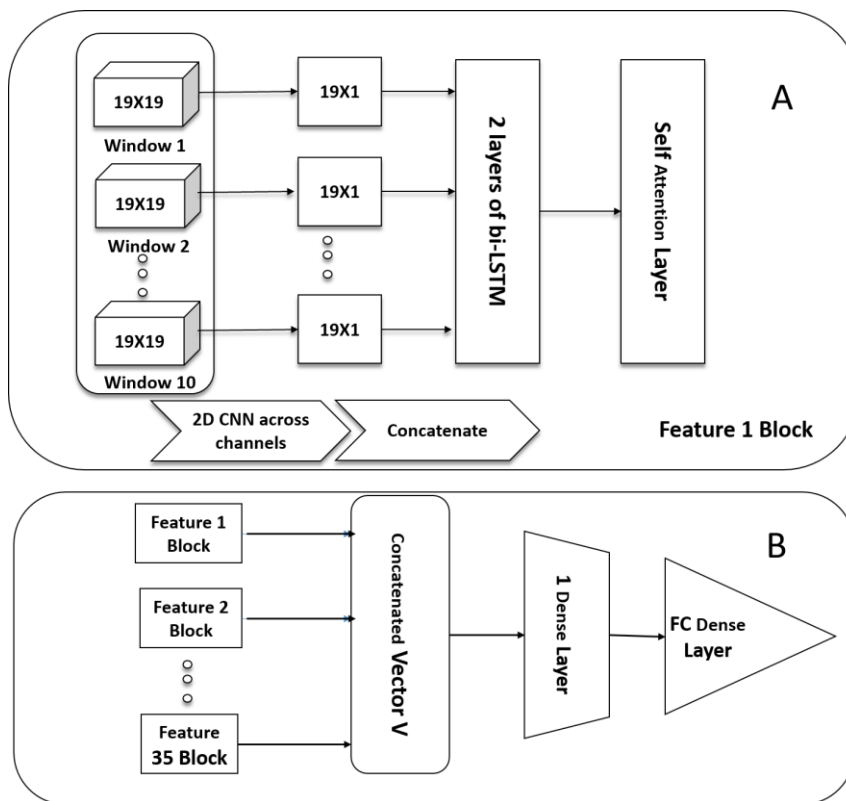 A
19X19
Window 1
19X19
Window 2
19X19
Window 10
19X1
19X1
19X1
2 layers of bi-LSTM
Self Attention Layer
2D CNN across
channels
Concatenate
Feature 1 Block
B
Feature 1
Block
Feature 2
Block
Feature
35 Block
Concatenated
Vector V
1 Dense
Layer
FC Dense
Layer